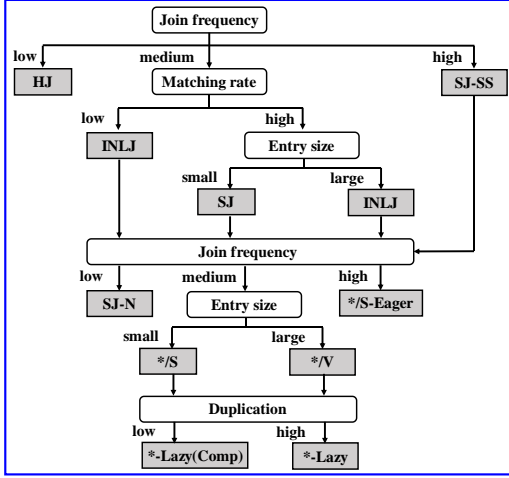 Join frequency
low
medium
high
HJ
Matching rate
SJ-SS
low
high
INLJ
Entry size
small
large
SJ
INLJ
Join frequency
low
medium
high
SJ-N
Entry size
*/S-Eager
small
large
*/S
*/V
Duplication
low
high
*-Lazy(Comp)
*-Lazy